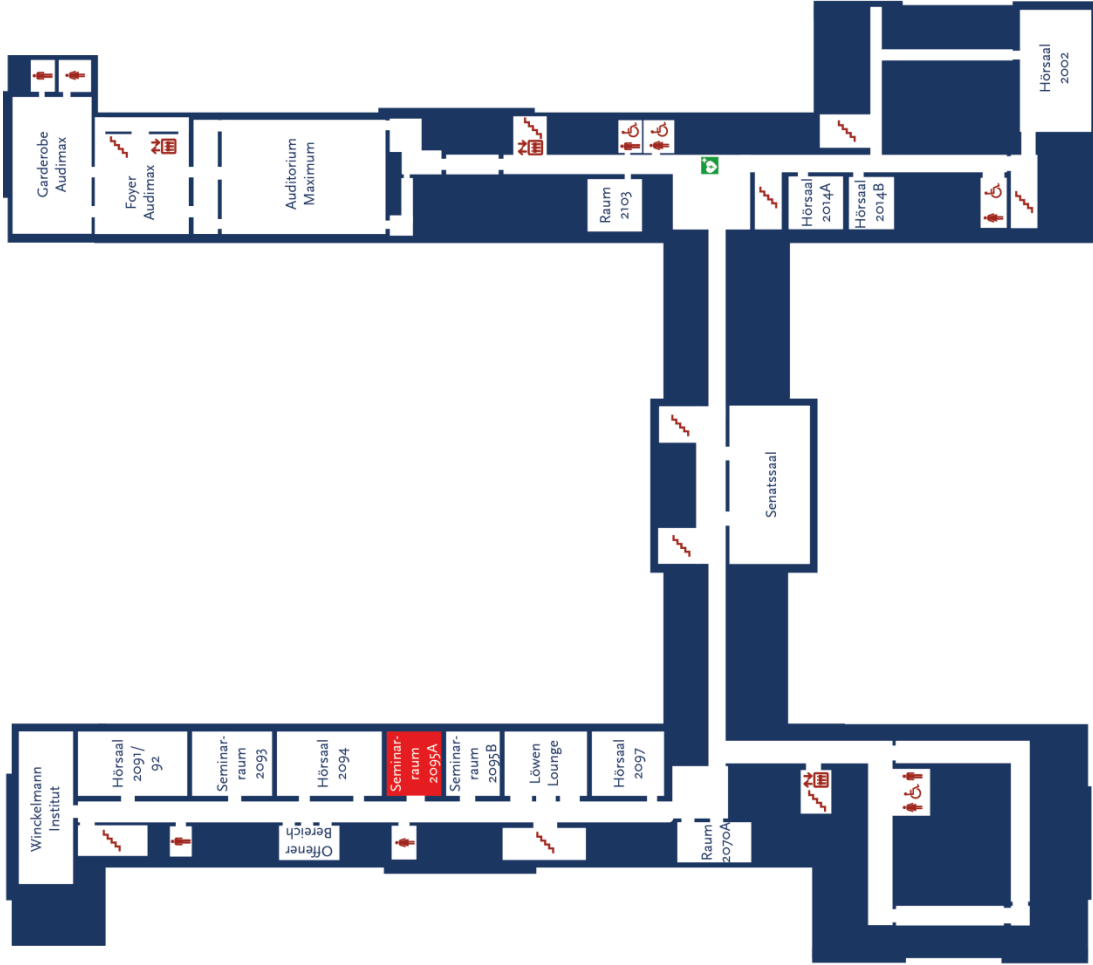 Garderobe
Audimax
Foyer
Audimax
Auditorium
Maximum
Raum
2103
Hörsaal
2014A
Hörsaal
2014B
Hörsaal
2002
Senatssaal
Winckelmann
Institut
Hörsaal
2091/
92
Seminar-
raum
2093
Hörsaal
2094
Seminar-
raum
2095A
Seminar-
raum
2095B
Löwen
Lounge
Hörsaal
2097
Offener
Bereich
Raum
2070A